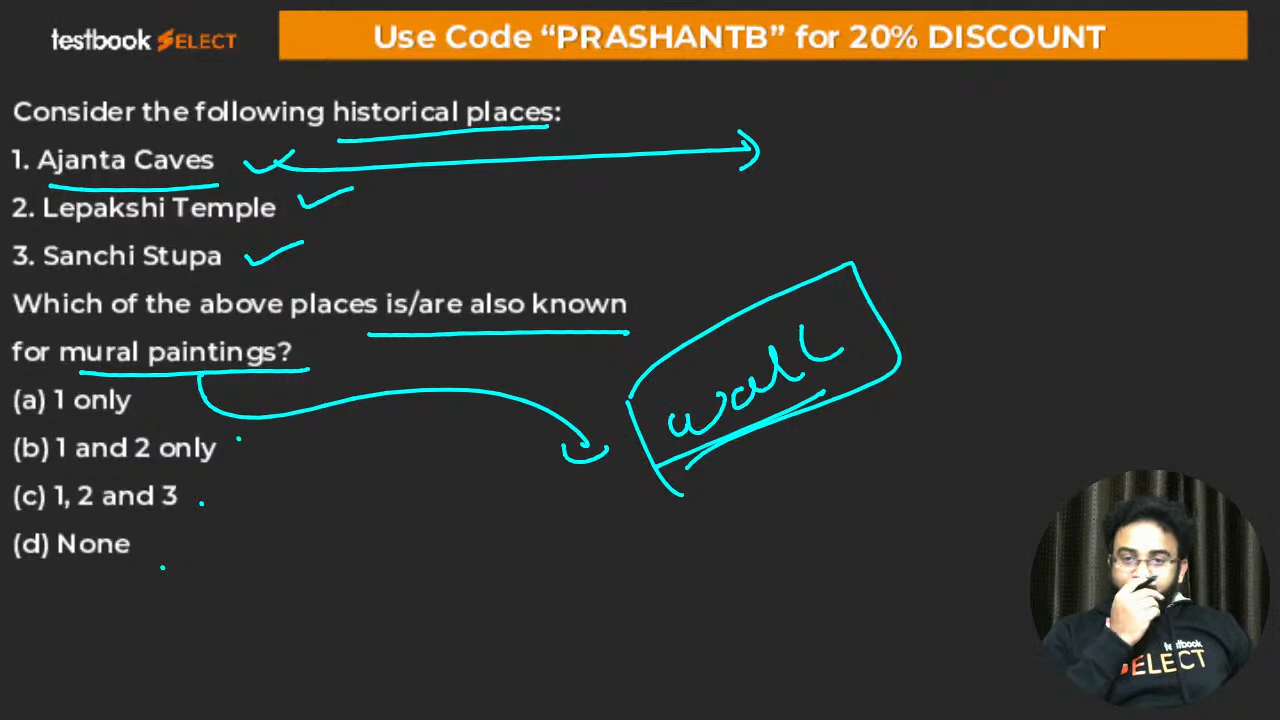 testbook SELECT
Use Code “PRASHANTB” for 20% DISCOUNT
Consider the following historical places:
1. Ajanta Caves
2. Lepakshi Temple
3. Sanchi Stupa
Which of the above places is/are also known
for mural paintings?
(a) 1 only
(b) 1 and 2 only
(c) 1, 2 and 3
(d) None
wall
testbook
SELECT